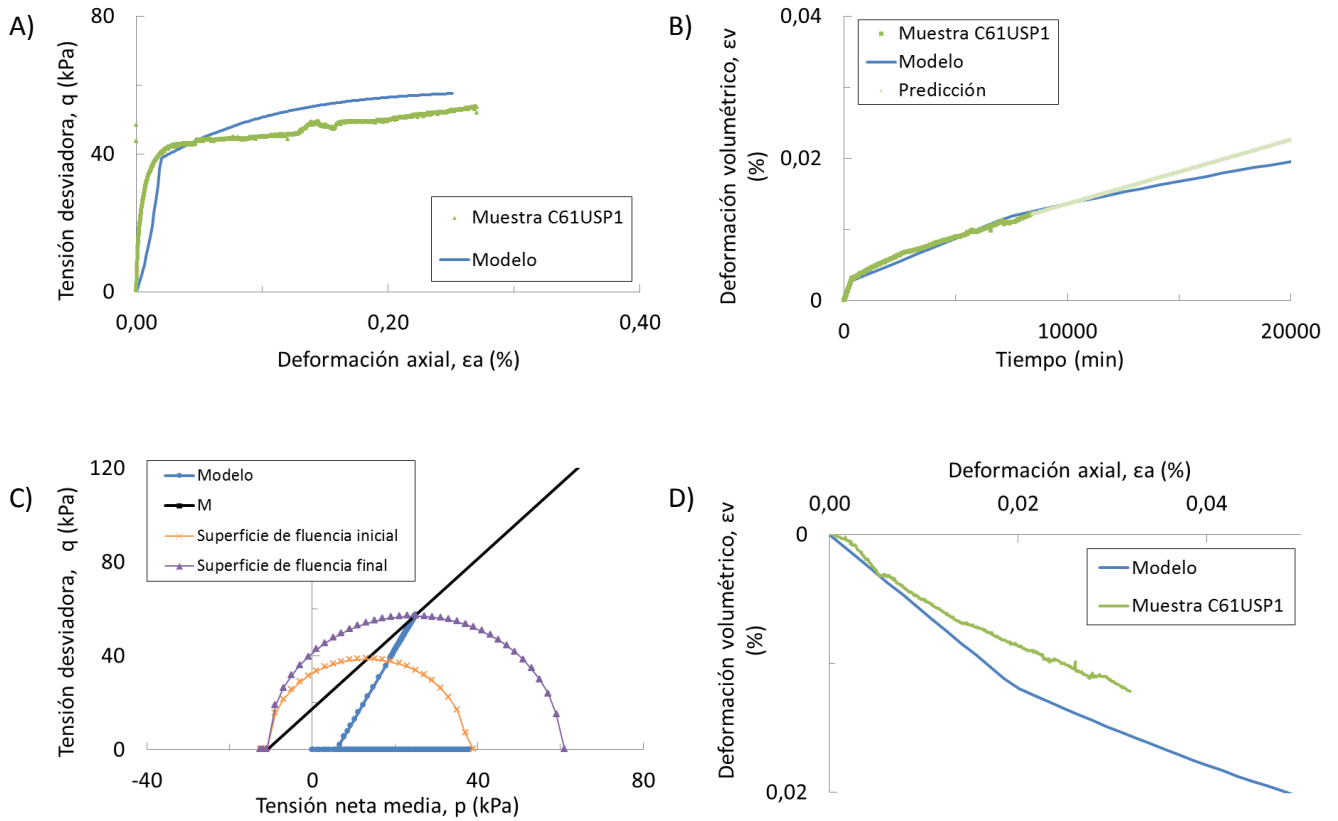 A)
Tensión desviadora, q (kPa)
80
40
0
0,00
0,20
0,40
Deformación axial, εa (%)
Muestra C61USP1
Modelo
B)
Deformación volumétrico, εv
(%)
0,04
0,02
0
0
10000
20000
Tiempo (min)
Muestra C61USP1
Modelo
Predicción
C)
Tensión desviadora, q (kPa)
120
80
40
0
-40
0
40
80
Tensión neta media, p (kPa)
Modelo
M
Superficie de fluencia inicial
Superficie de fluencia final
D)
Deformación axial, εa (%)
0,00
0,02
0,04
Deformación volumétrico, εv
(%)
0
0,02
Modelo
Muestra C61USP1